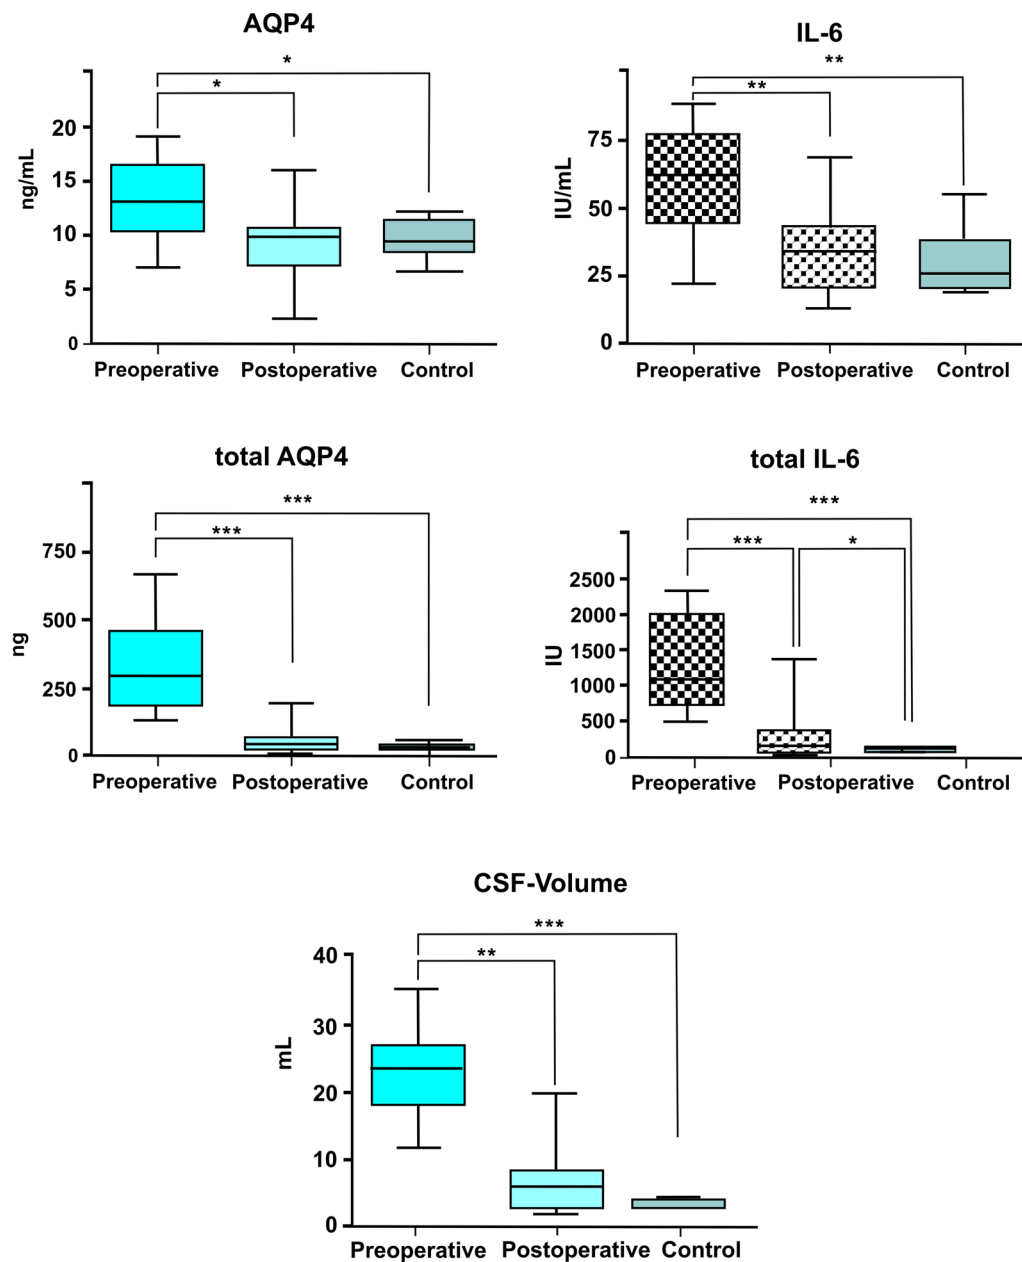 AQP4
*
*
20
15
10
5
0
ng/mL
Preoperative Postoperative Control
IL-6
**
**
75
50
25
0
IU/mL
Preoperative Postoperative Control
total AQP4
***
***
750
500
250
0
ng
Preoperative Postoperative Control
total IL-6
***
*** *
2500
2000
1500
1000
500
0
IU
Preoperative Postoperative Control
CSF-Volume
***
**
40
30
20
10
0
mL
Preoperative Postoperative Control